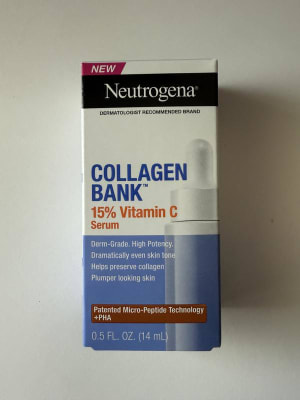 NEW
Neutrogena®
DERMATOLOGIST RECOMMENDED BRAND
COLLAGEN
BANK™
15% Vitamin C
Serum
Derm-Grade. High Potency.
Dramatically even skin tone
Helps preserve collagen
Plumper looking skin
Patented Micro-Peptide Technology
+PHA
0.5 FL. OZ. (14 mL)